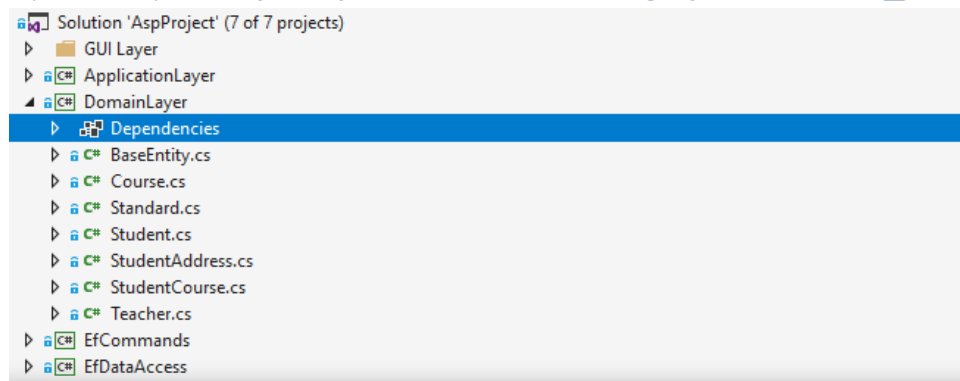 Solution 'AspProject' (7 of 7 projects)
GUI Layer
C# ApplicationLayer
C# DomainLayer
Dependencies
C# BaseEntity.cs
C# Course.cs
C# Standard.cs
C# Student.cs
C# StudentAddress.cs
C# StudentCourse.cs
C# Teacher.cs
C# EfCommands
C# EfDataAccess